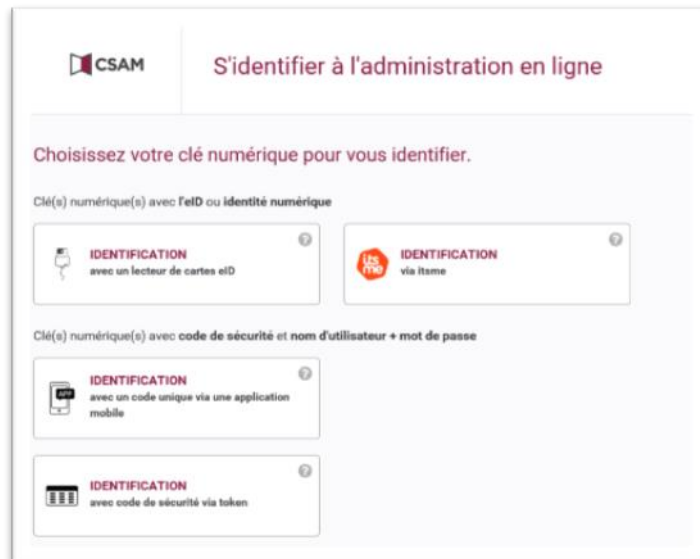 CSAM
S'identifier à l'administration en ligne
Choisissez votre clé numérique pour vous identifier.
Clé(s) numérique(s) avec l'eID ou identité numérique
IDENTIFICATION
avec un lecteur de cartes eID
?
its
me
IDENTIFICATION
via itsme
?
Clé(s) numérique(s) avec code de sécurité et nom d'utilisateur + mot de passe
APP
IDENTIFICATION
avec un code unique via une application
mobile
?
IDENTIFICATION
avec code de sécurité via token
?